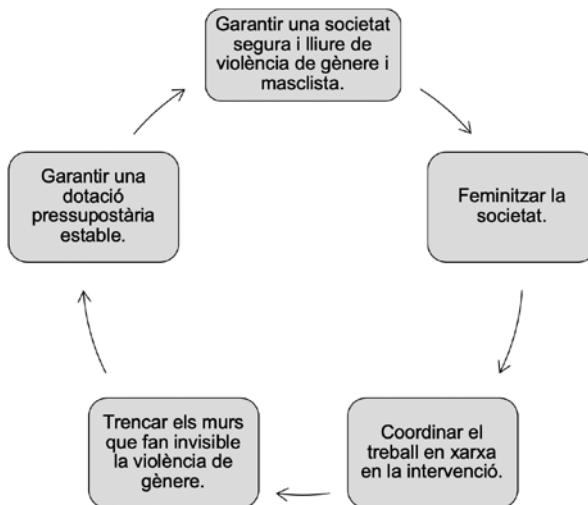 Garantir una societat
segura i lliure de
violència de gènere i
masclista.
Feminitzar la
societat.
Coordinar el
treball en xarxa
en la intervenció.
Trencar els murs
que fan invisible
la violència de
gènere.
Garantir una
dotació
pressupostària
estable.